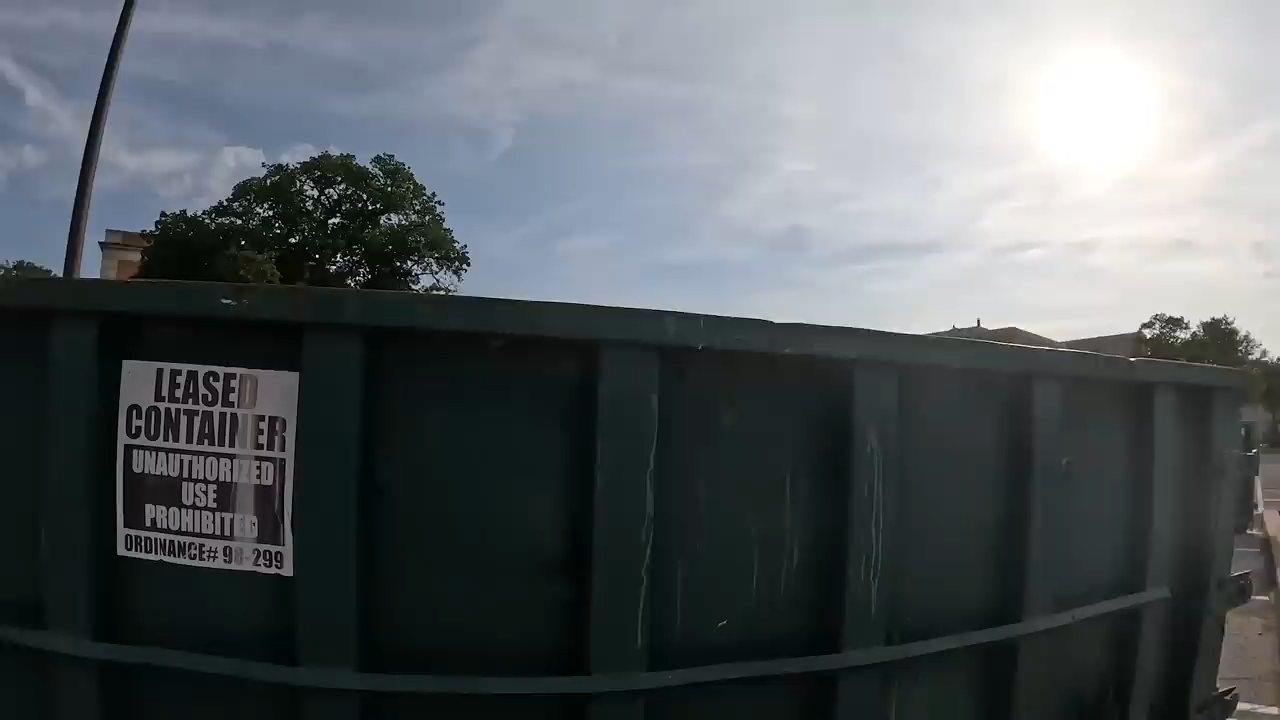 LEASED
CONTAINER
UNAUTHORIZED
USE
PROHIBITED
ORDINANCE# 98-299